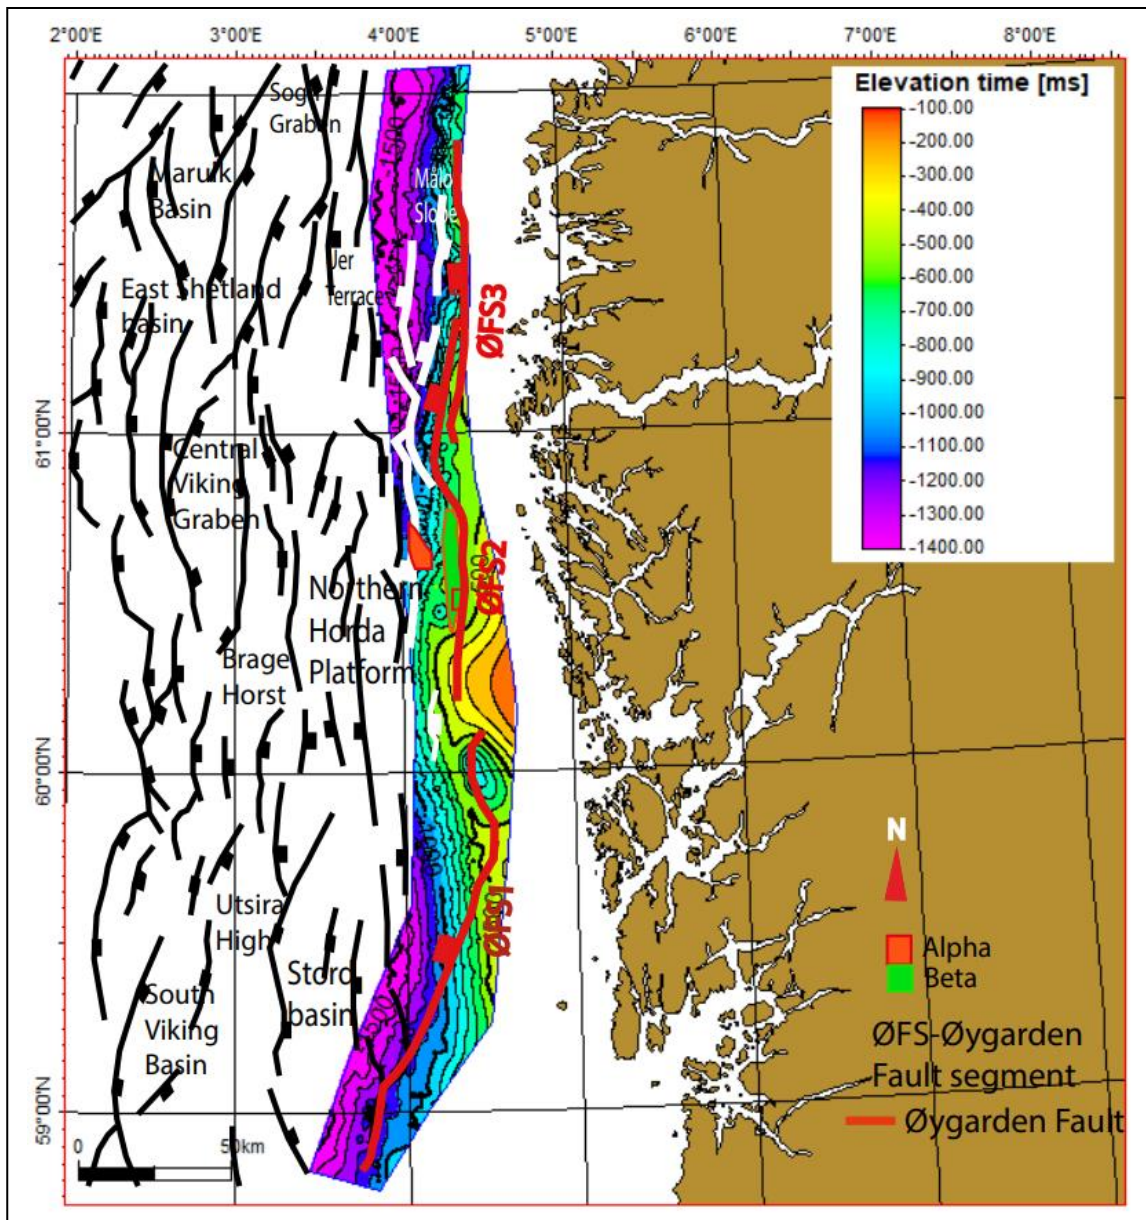 2°00'E 3°00'E 4°00'E 5°00'E 6°00'E 7°00'E 8°00'E
Elevation time [ms]
-100.00
-200.00
-300.00
-400.00
-500.00
-600.00
-700.00
-800.00
-900.00
-1000.00
-1100.00
-1200.00
-1300.00
-1400.00
Sogn
Graben
Marulk
Basin
Måløy
Slope
Uer
Terrace
East Shetland
basin
ØFS3
61°00'N
Central
Viking
Graben
ØFS2
Northern
Horda
Platform
Brage
Horst
60°00'N
Utsira
High
ØFS1
Stord
basin
South
Viking
Basin
59°00'N
0 50km
N
Alpha
Beta
ØFS-Øygarden
Fault segment
Øygarden Fault